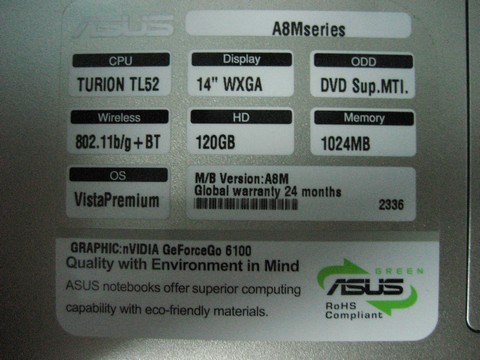 ASUS A8Mseries
CPU Display ODD
TURION TL52 14" WXGA DVD Sup.MTI.
Wireless HD Memory
802.11b/g+BT 120GB 1024MB
OS
VistaPremium
M/B Version:A8M
Global warranty 24 months
2336
GRAPHIC:nVIDIA GeForceGo 6100
Quality with Environment in Mind
ASUS notebooks offer superior computing
capability with eco-friendly materials.
GREEN
ASUS
RoHS
Compliant